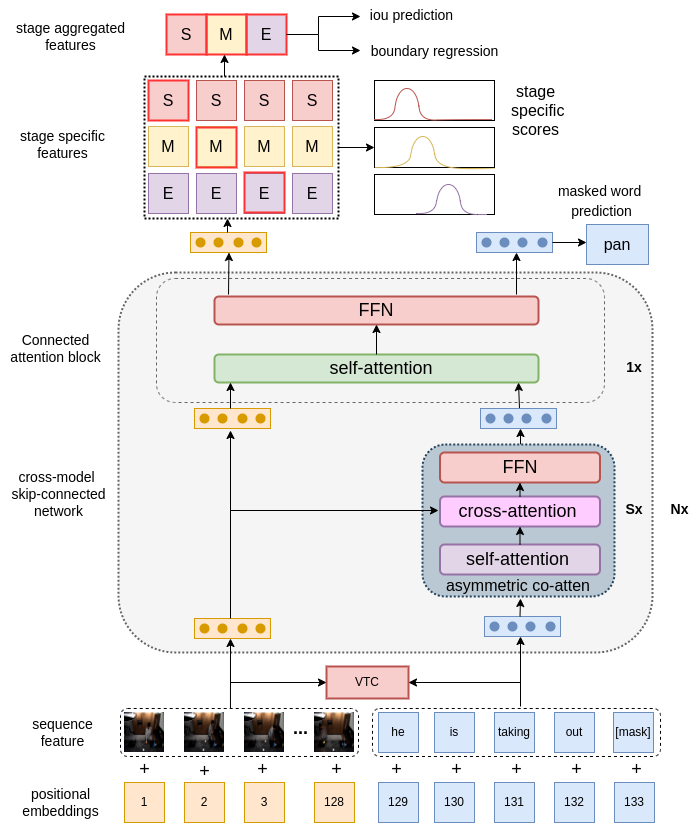 stage aggregated
features
S M E
iou prediction
boundary regression
stage specific
features
S S S S
M M M M
E E E E
stage
specific
scores
masked word
prediction
pan
Connected
attention block
FFN
self-attention
1x
cross-model
skip-connected
network
FFN
cross-attention
self-attention
asymmetric co-atten
Sx
Nx
VTC
sequence
feature
...
he is taking out [mask]
+ + + + + + + + +
positional
embeddings
1 2 3 128 129 130 131 132 133